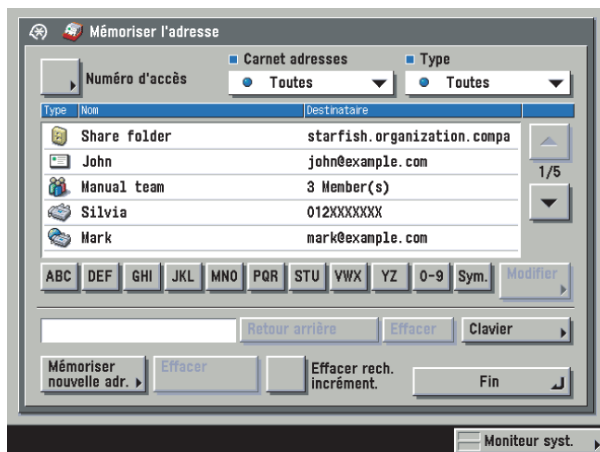 Mémoriser l'adresse
Carnet adresses Type
Numéro d'accès Toutes Toutes
Type Nom Destinataire
Share folder starfish.organization.compa
John john@example.com
1/5
Manual team 3 Member(s)
Silvia 012XXXXXXX
Mark mark@example.com
ABC DEF GHI JKL MNO PQR STU VWX YZ 0-9 Sym. Modifier
Retour arrière Effacer Clavier
Mémoriser nouvelle adr. Effacer Effacer rech. incrément. Fin
Moniteur syst.